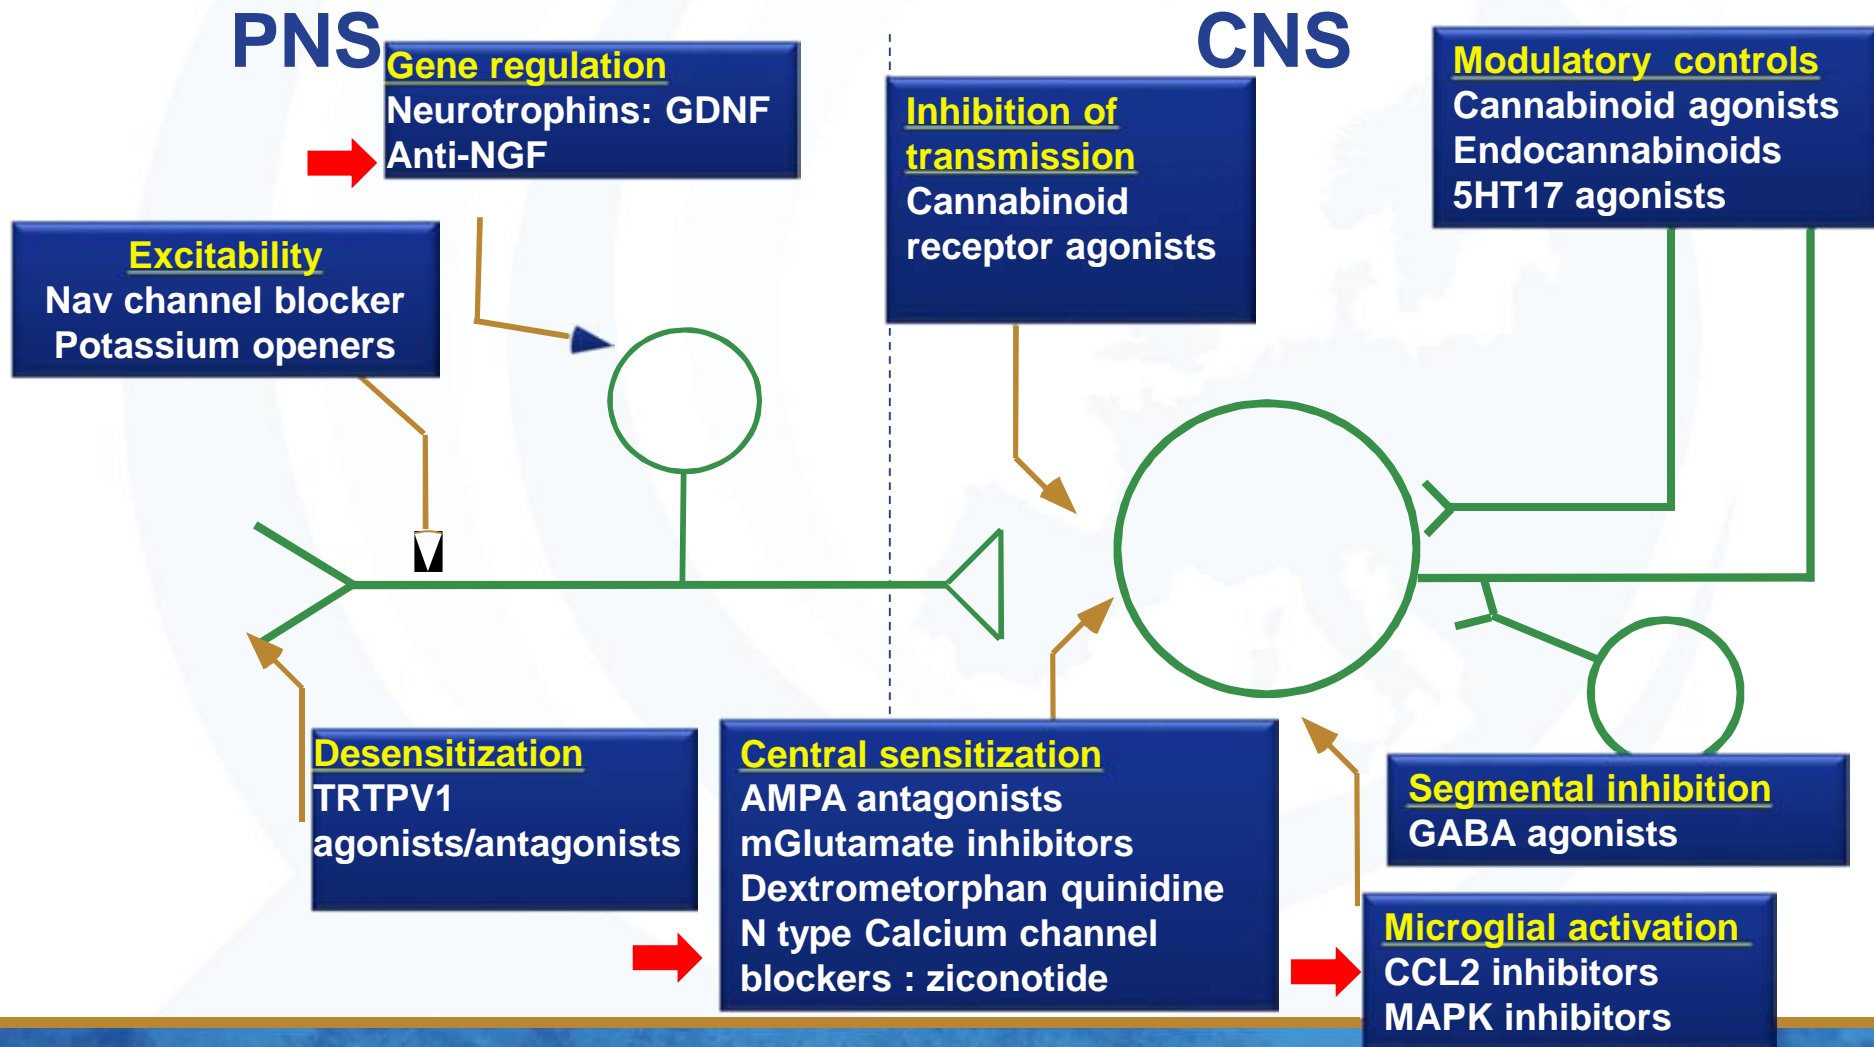 PNS
CNS
Gene regulation
Neurotrophins: GDNF
Anti-NGF
Inhibition of
transmission
Cannabinoid
receptor agonists
Modulatory controls
Cannabinoid agonists
Endocannabinoids
5HT17 agonists
Excitability
Nav channel blocker
Potassium openers
Desensitization
TRTPV1
agonists/antagonists
Central sensitization
AMPA antagonists
mGlutamate inhibitors
Dextrometorphan quinidine
N type Calcium channel
blockers : ziconotide
Segmental inhibition
GABA agonists
Microglial activation
CCL2 inhibitors
MAPK inhibitors